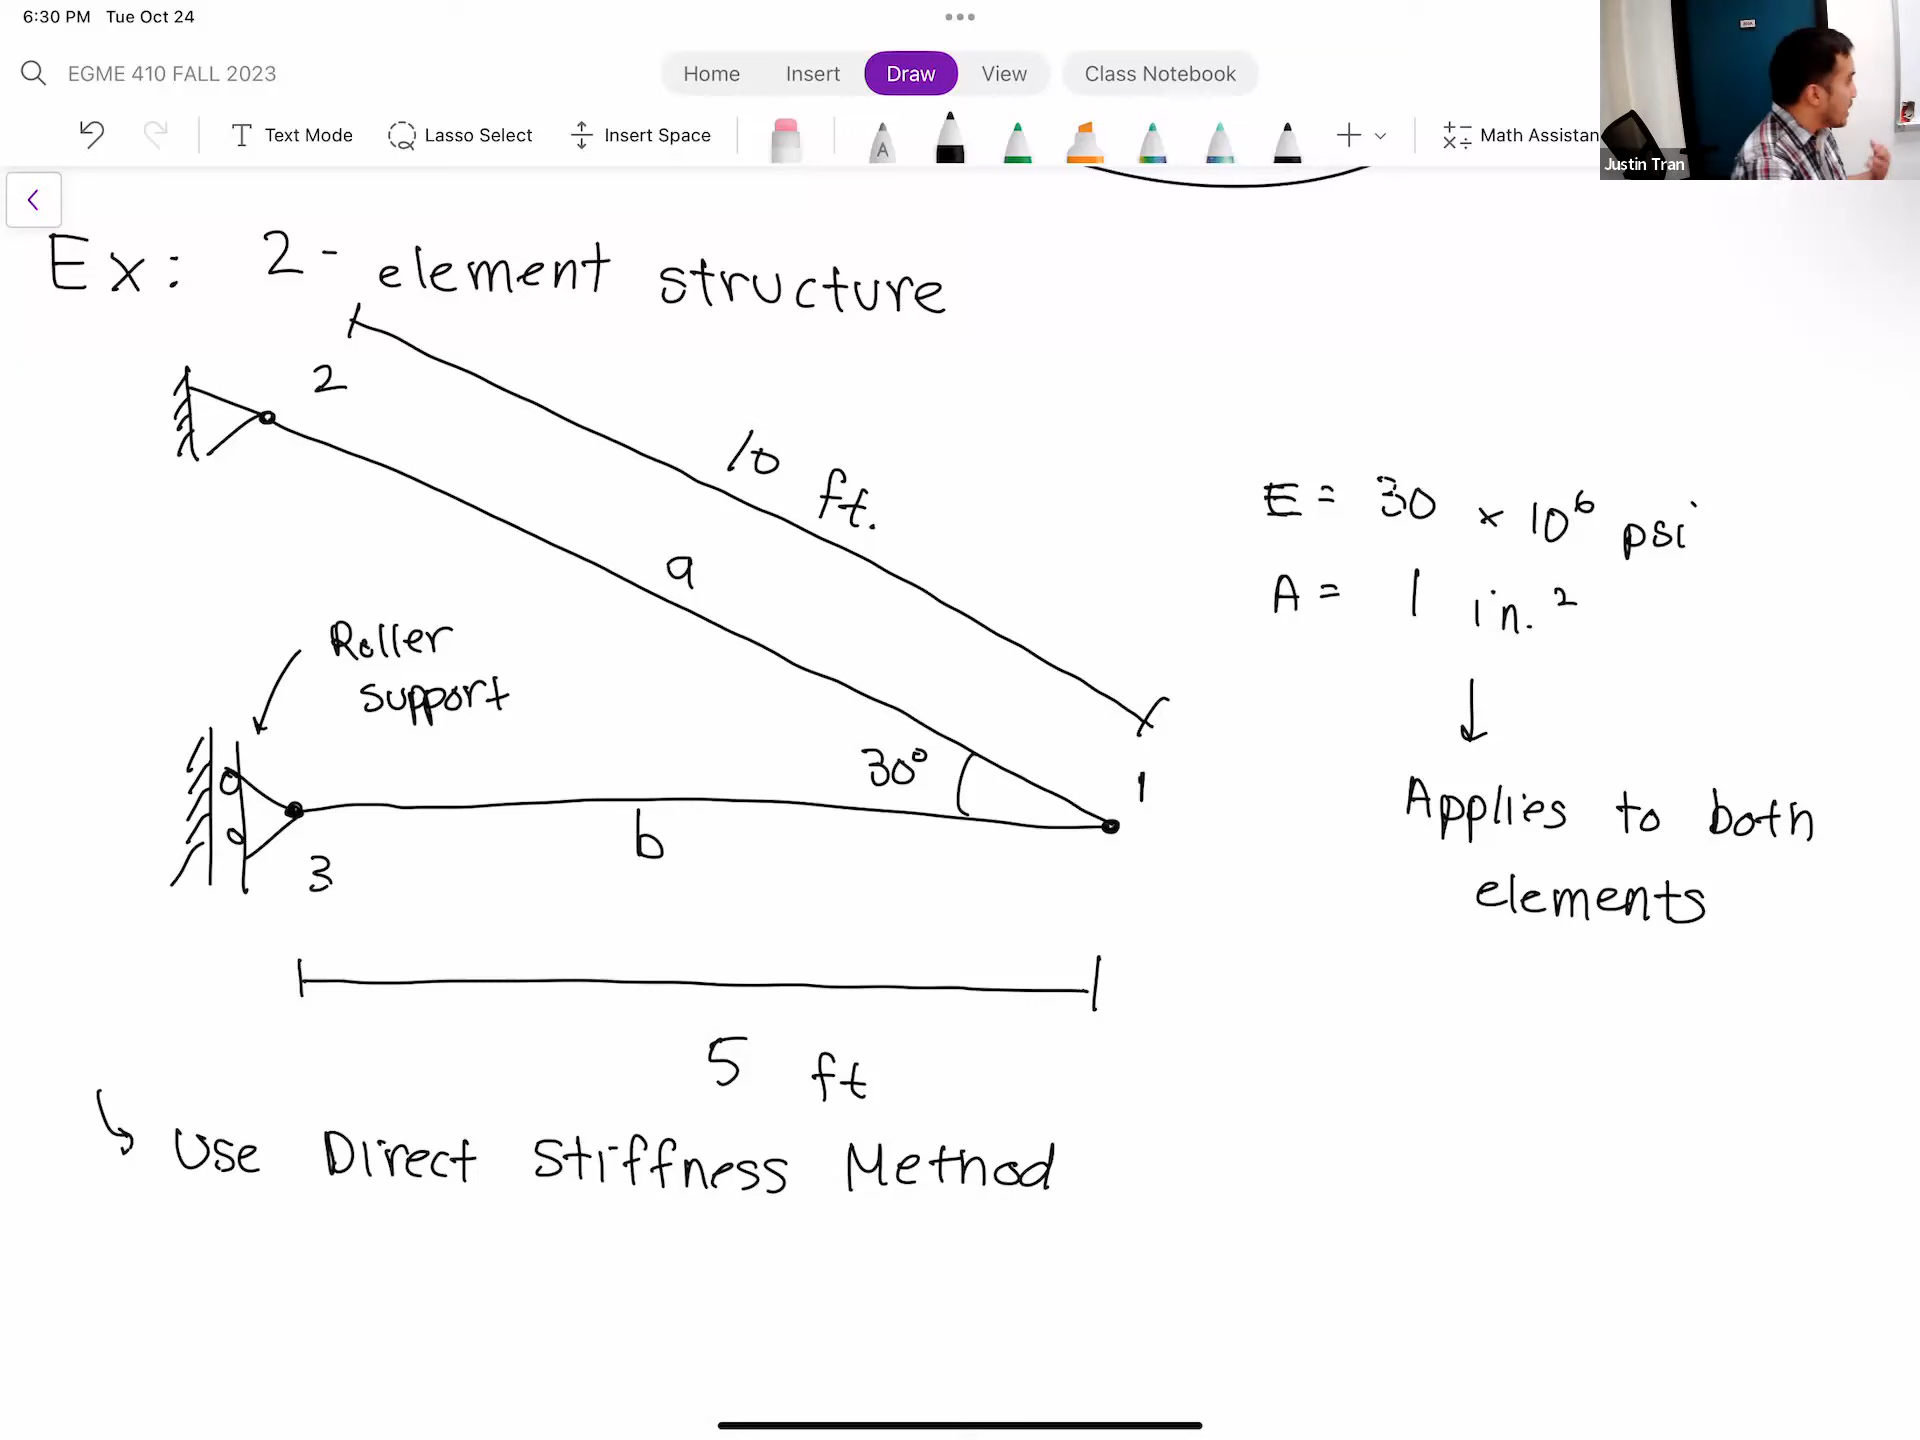 6:30 PM Tue Oct 24
EGME 410 FALL 2023
Home Insert Draw View Class Notebook
Text Mode Lasso Select Insert Space A Math Assistan
Justin Tran
Ex: 2-element structure
2
10 ft.
a
E = 30 × 10⁶ psi
A = 1 in.²
Roller
support
30°
1
b
3
Applies to both
elements
5 ft
Use Direct Stiffness Method